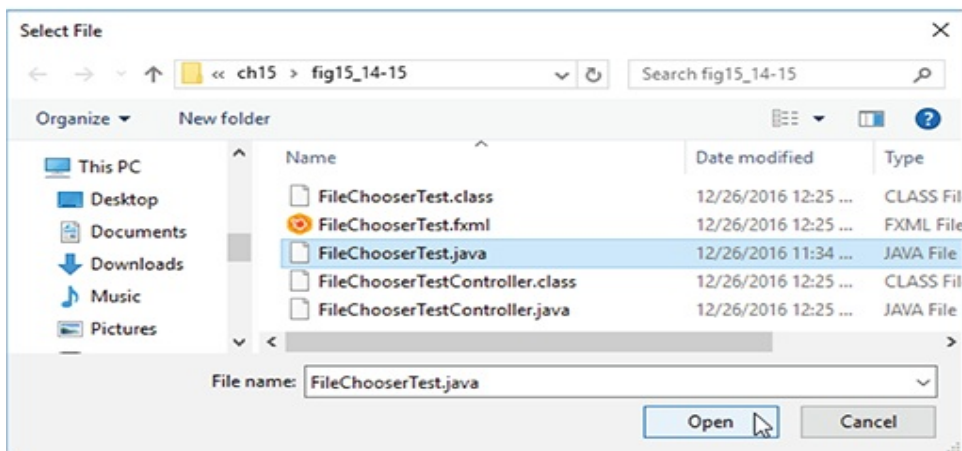 Select File
« ch15 > fig15_14-15
Search fig15_14-15
Organize
New folder
This PC
Desktop
Documents
Downloads
Music
Pictures
Name Date modified Type
FileChooserTest.class 12/26/2016 12:25 ... CLASS Fil
FileChooserTest.fxml 12/26/2016 12:25 ... FXML File
FileChooserTest.java 12/26/2016 11:34 ... JAVA File
FileChooserTestController.class 12/26/2016 12:25 ... CLASS Fil
FileChooserTestController.java 12/26/2016 12:25 ... JAVA File
File name: FileChooserTest.java
Open
Cancel